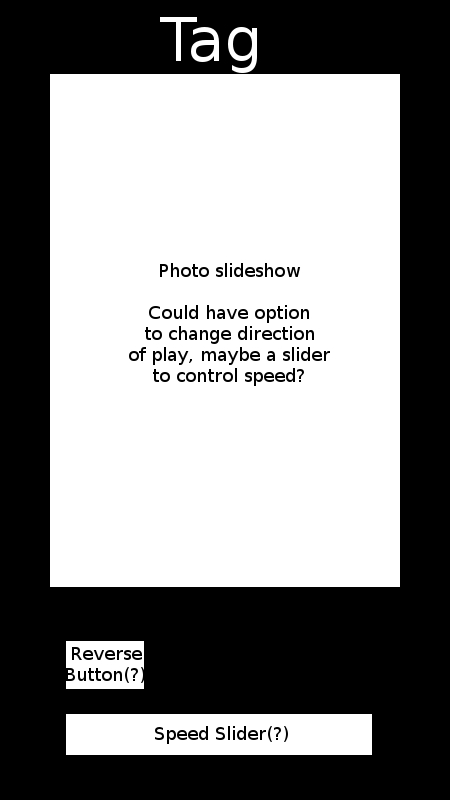 Tag
Photo slideshow
Could have option
to change direction
of play, maybe a slider
to control speed?
Reverse
Button(?)
Speed Slider(?)